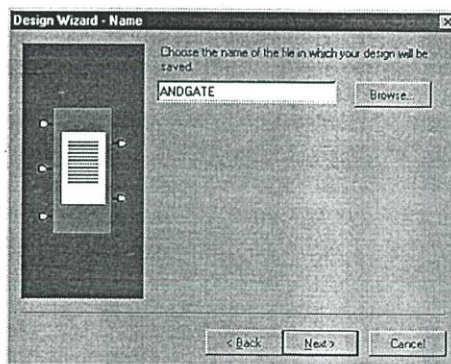 Design Wizard - Name
Choose the name of the file in which your design will be
saved.
ANDGATE
Browse...
< Back
Next >
Cancel